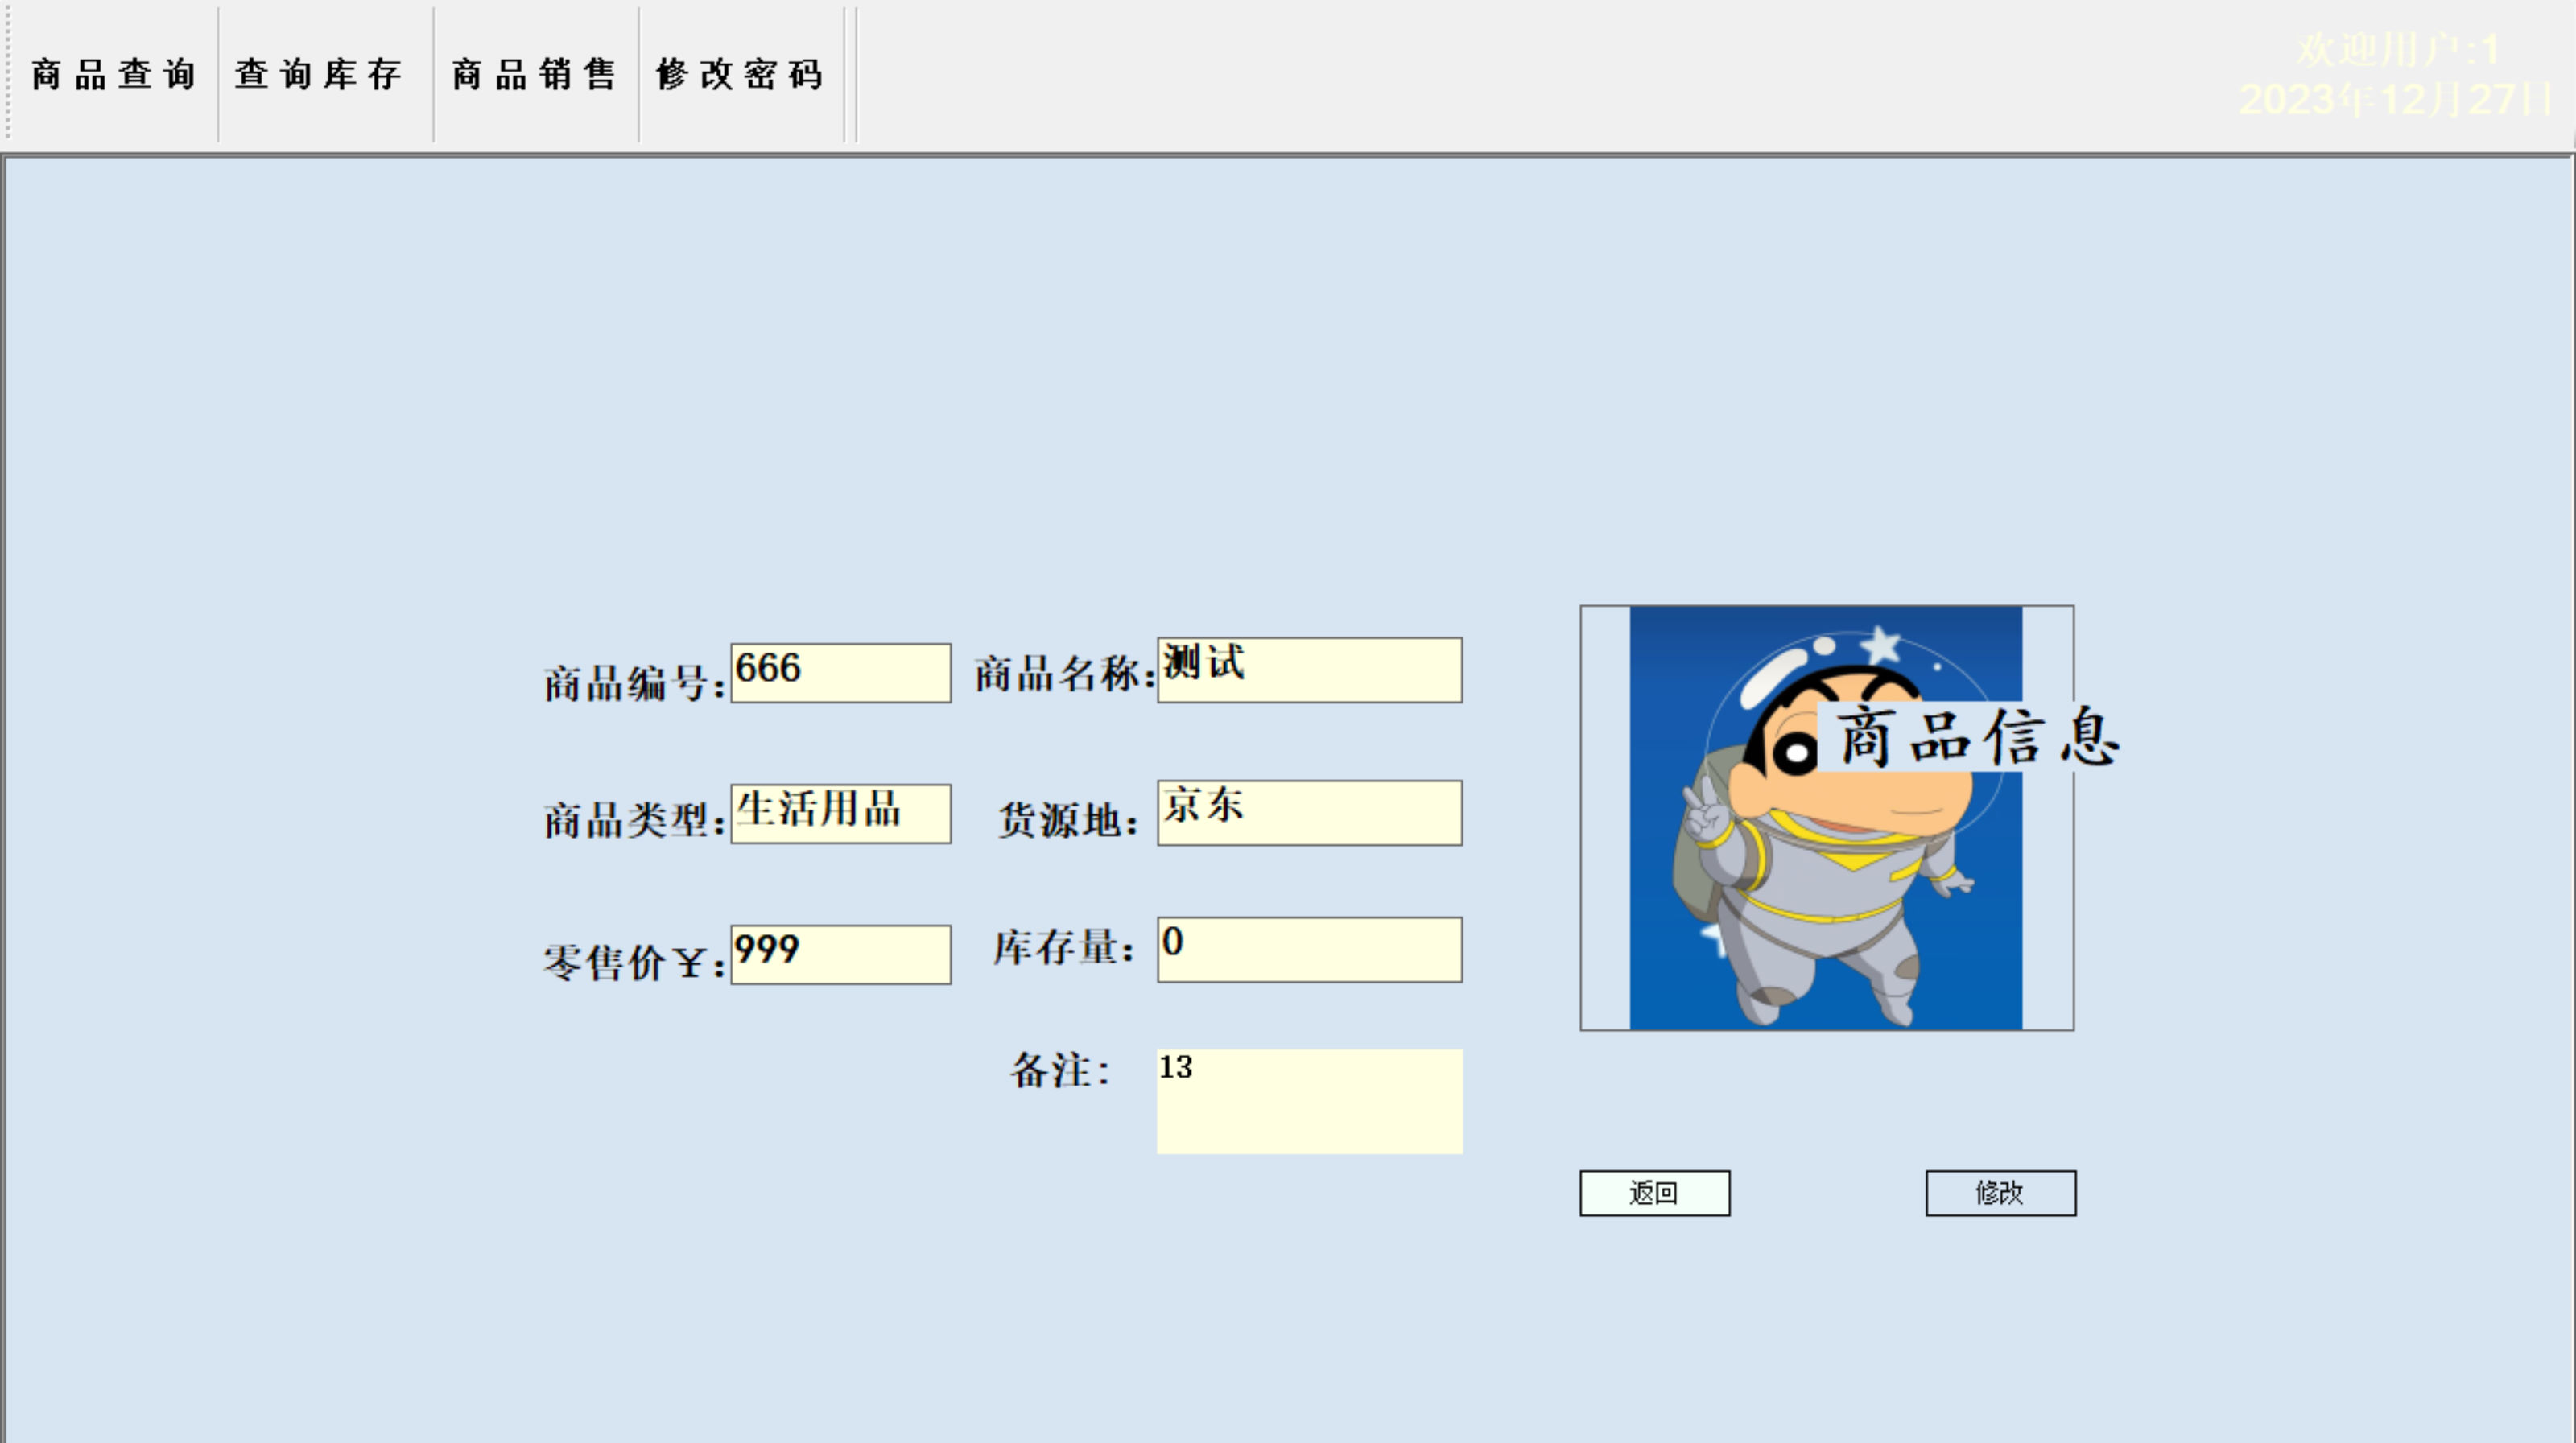 商品查询 查询库存 商品销售 修改密码
欢迎用户:1
2023年12月27日
商品编号: 666 商品名称: 测试
商品信息
商品类型: 生活用品 货源地: 京东
零售价¥: 999 库存量: 0
备注: 13
返回 修改